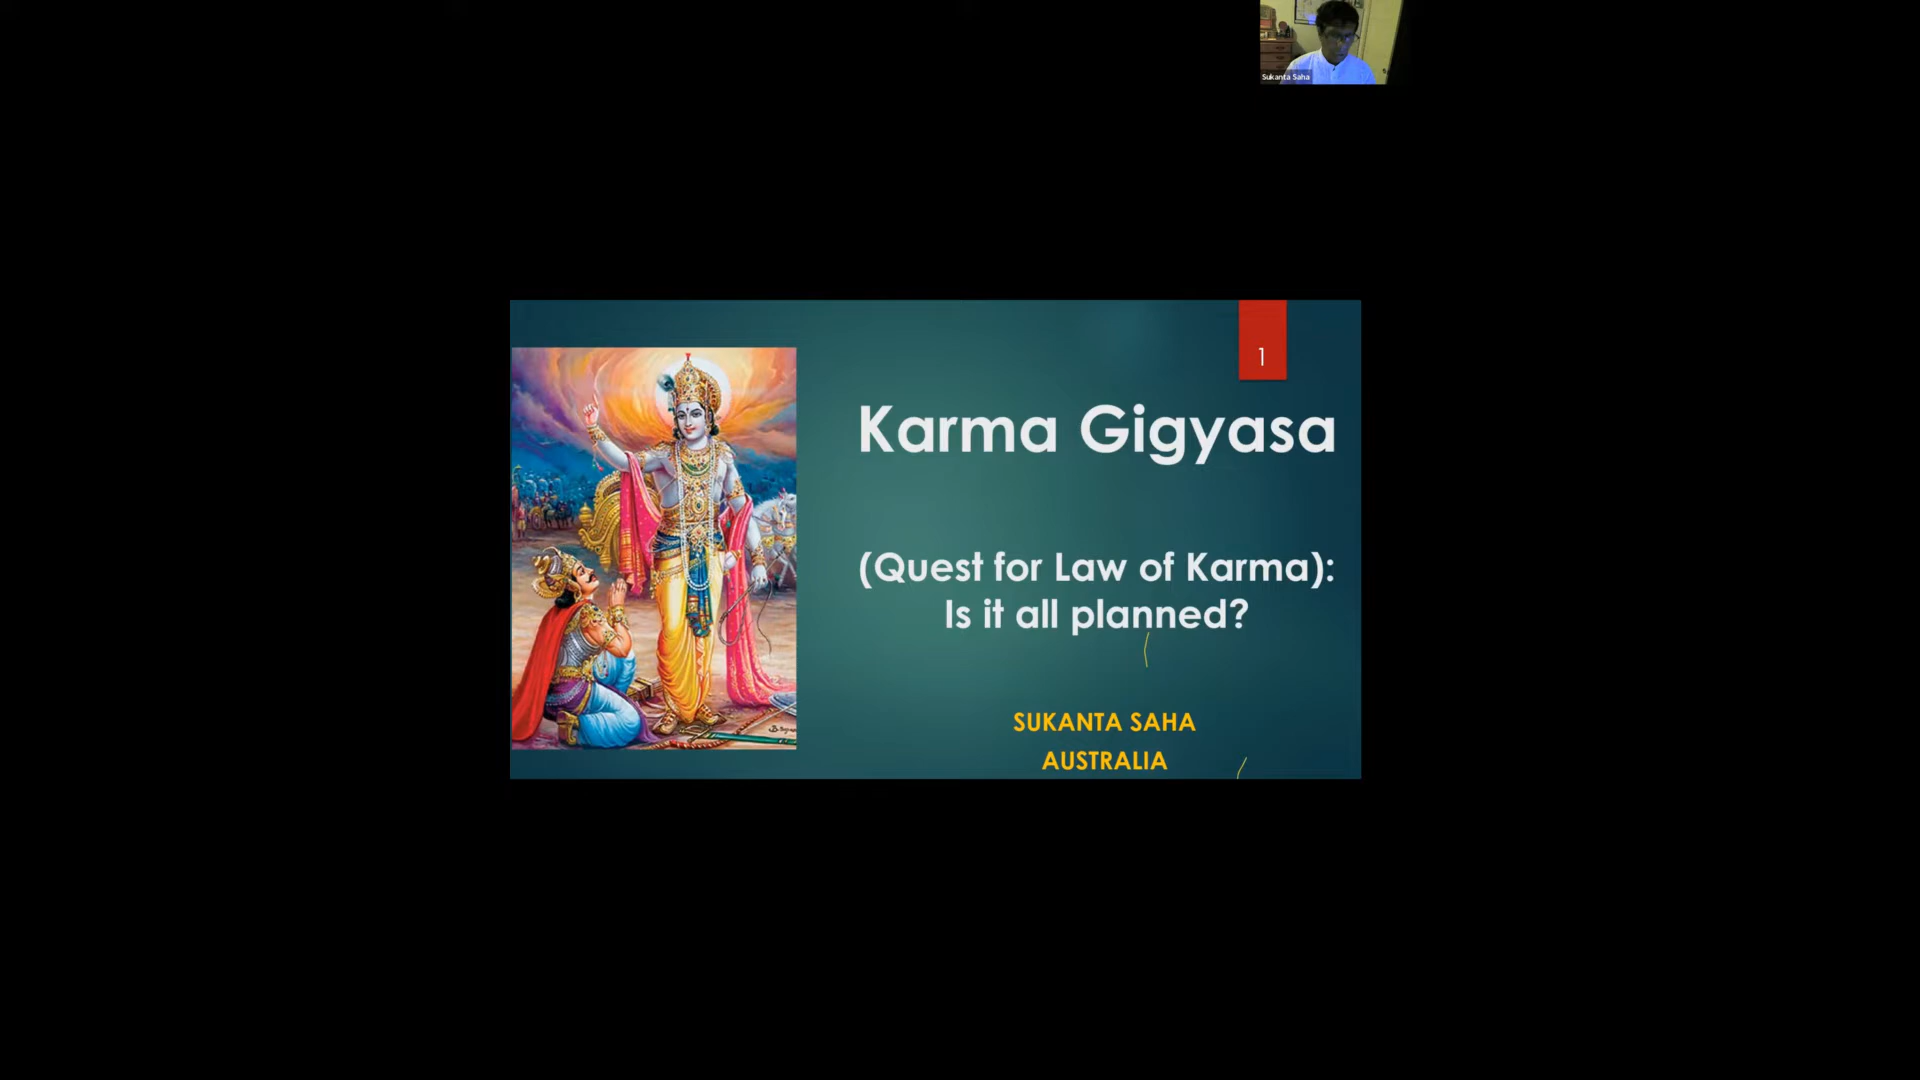 Sukanta Saha
1
Karma Gigyasa
(Quest for Law of Karma):
Is it all planned?
SUKANTA SAHA
AUSTRALIA